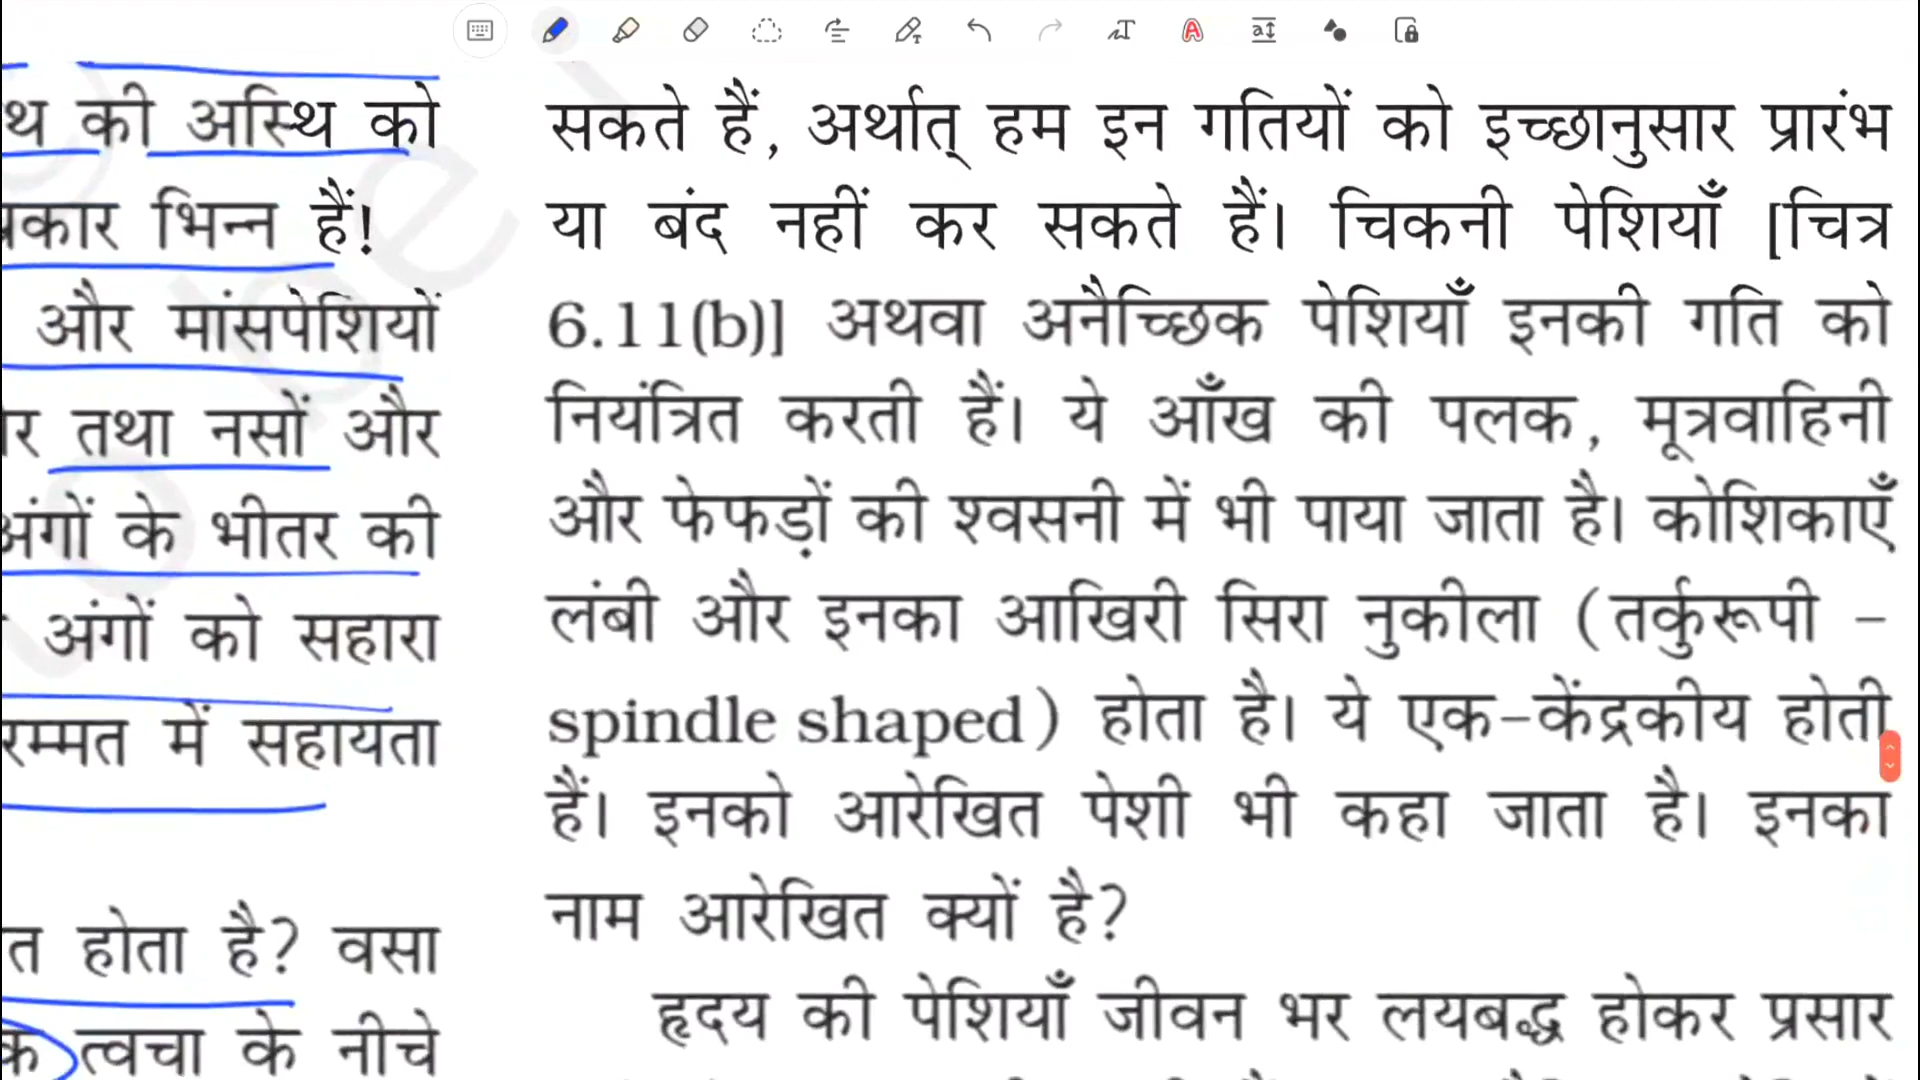 थ की अस्थि को
प्रकार भिन्न हैं!
और मांसपेशियों
तथा नसों और
अंगों के भीतर की
अंगों को सहारा
में सहायता
होता है? वसा
त्वचा के नीचे
सकते हैं, अर्थात् हम इन गतियों को इच्छानुसार प्रारंभ
या बंद नहीं कर सकते हैं। चिकनी पेशियाँ [चित्र
6.11(b)] अथवा अनैच्छिक पेशियाँ इनकी गति को
नियंत्रित करती हैं। ये आँख की पलक, मूत्रवाहिनी
और फेफड़ों की श्वसनी में भी पाया जाता है। कोशिकाएँ
लंबी और इनका आखिरी सिरा नुकीला (तर्कुरूपी –
spindle shaped) होता है। ये एक-केंद्रकीय होती
हैं। इनको आरेखित पेशी भी कहा जाता है। इनका
नाम आरेखित क्यों है?
हृदय की पेशियाँ जीवन भर लयबद्ध होकर प्रसार